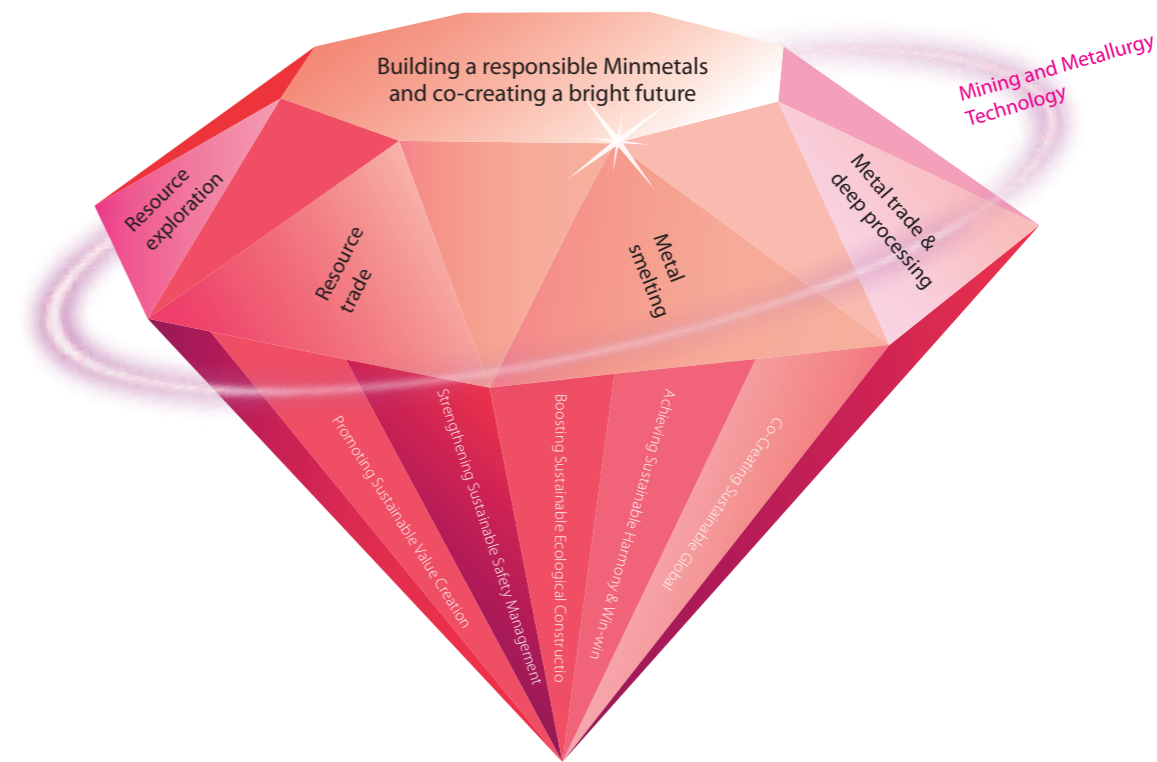 Building a responsible Minmetals
and co-creating a bright future
Mining and Metallurgy
Technology
Resource
exploration
Resource
trade
Metal
smelting
Metal trade &
deep processing
Promoting Sustainable Value Creation
Strengthening Sustainable Safety Management
Boosting Sustainable Ecological Constructio
Achieving Sustainable Harmony & Win-win
Co-Creating Sustainable Global